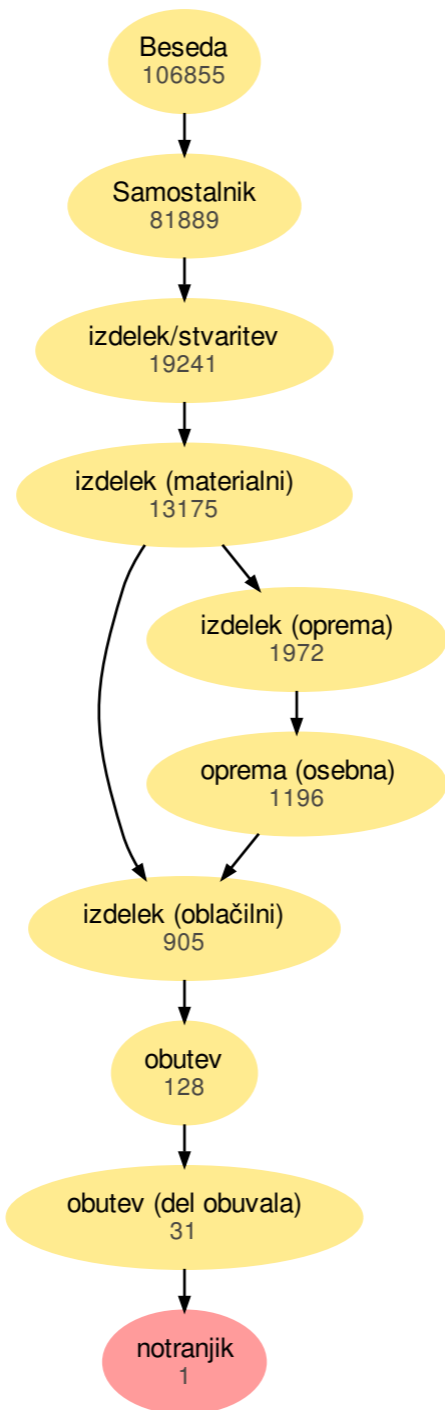 Beseda
106855
Samostalnik
81889
izdelek/stvaritev
19241
izdelek (materialni)
13175
izdelek (oprema)
1972
oprema (osebna)
1196
izdelek (oblačilni)
905
obutev
128
obutev (del obuvala)
31
notranjik
1